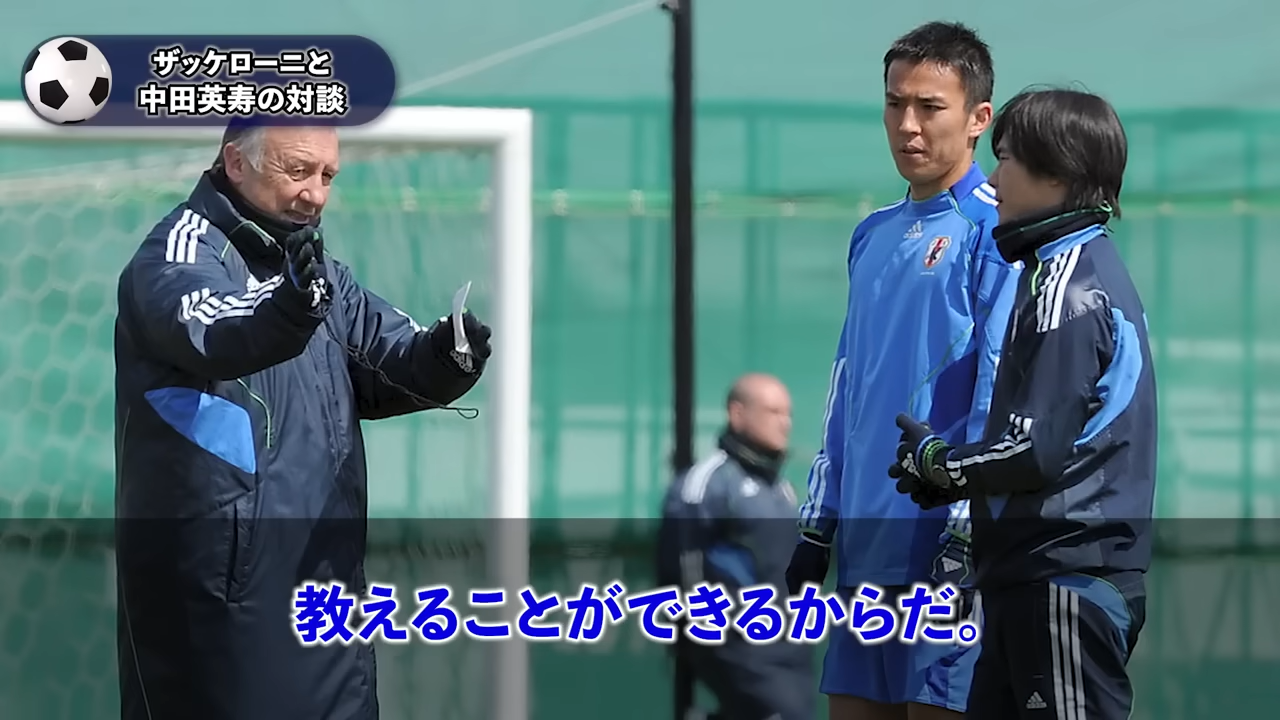 ザッケローニと
中田英寿の対談
教えることができるからだ。